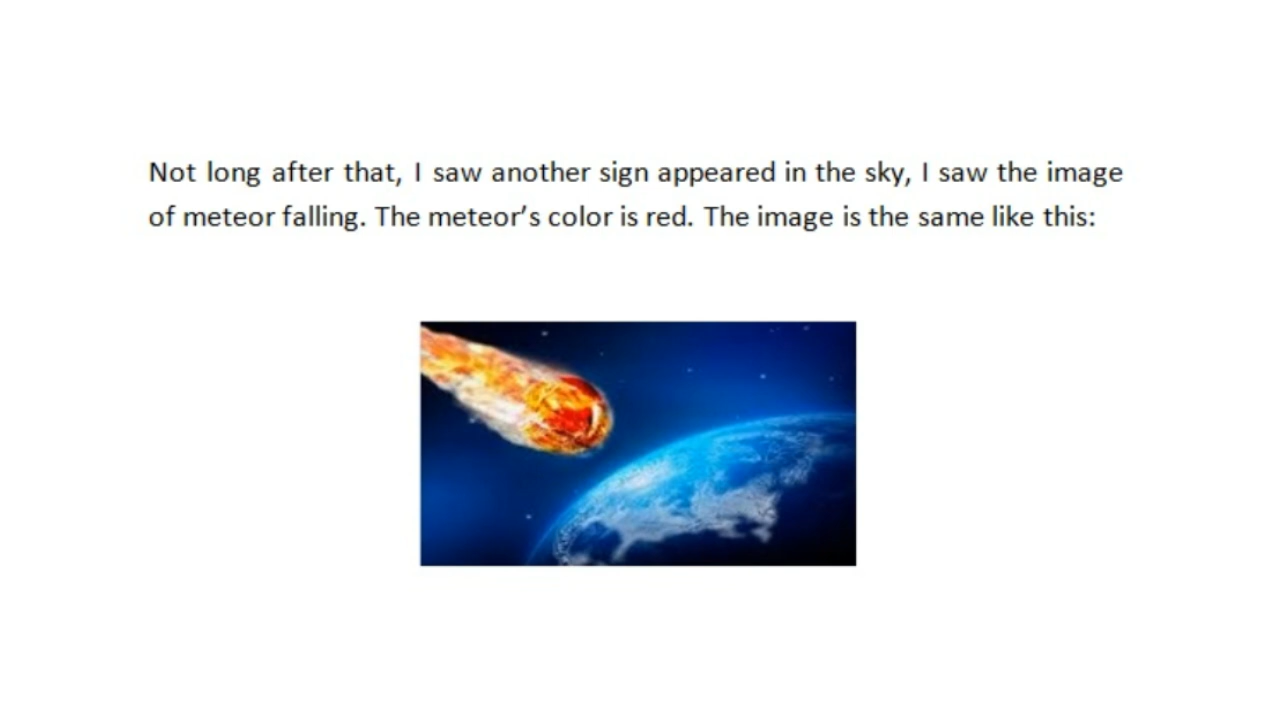 Not long after that, I saw another sign appeared in the sky, I saw the image
of meteor falling. The meteor’s color is red. The image is the same like this: